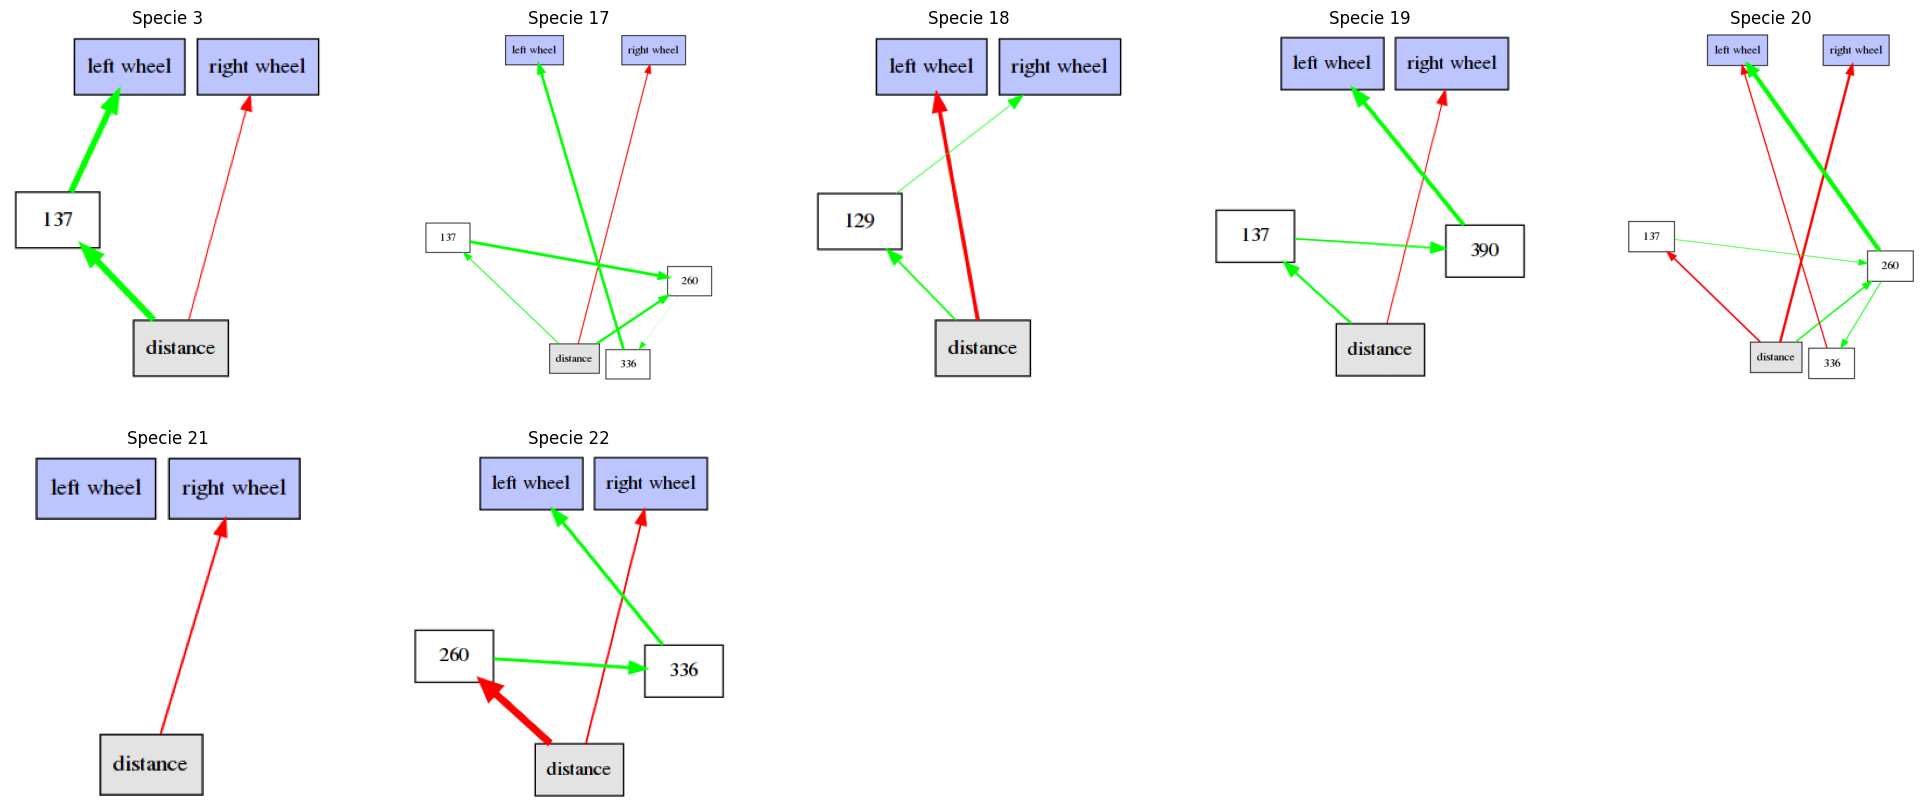 Specie 3
left wheel
right wheel
137
distance
Specie 17
left wheel
right wheel
137
260
distance
336
Specie 18
left wheel
right wheel
129
distance
Specie 19
left wheel
right wheel
137
390
distance
Specie 20
left wheel
right wheel
137
260
distance
336
Specie 21
left wheel
right wheel
distance
Specie 22
left wheel
right wheel
260
336
distance